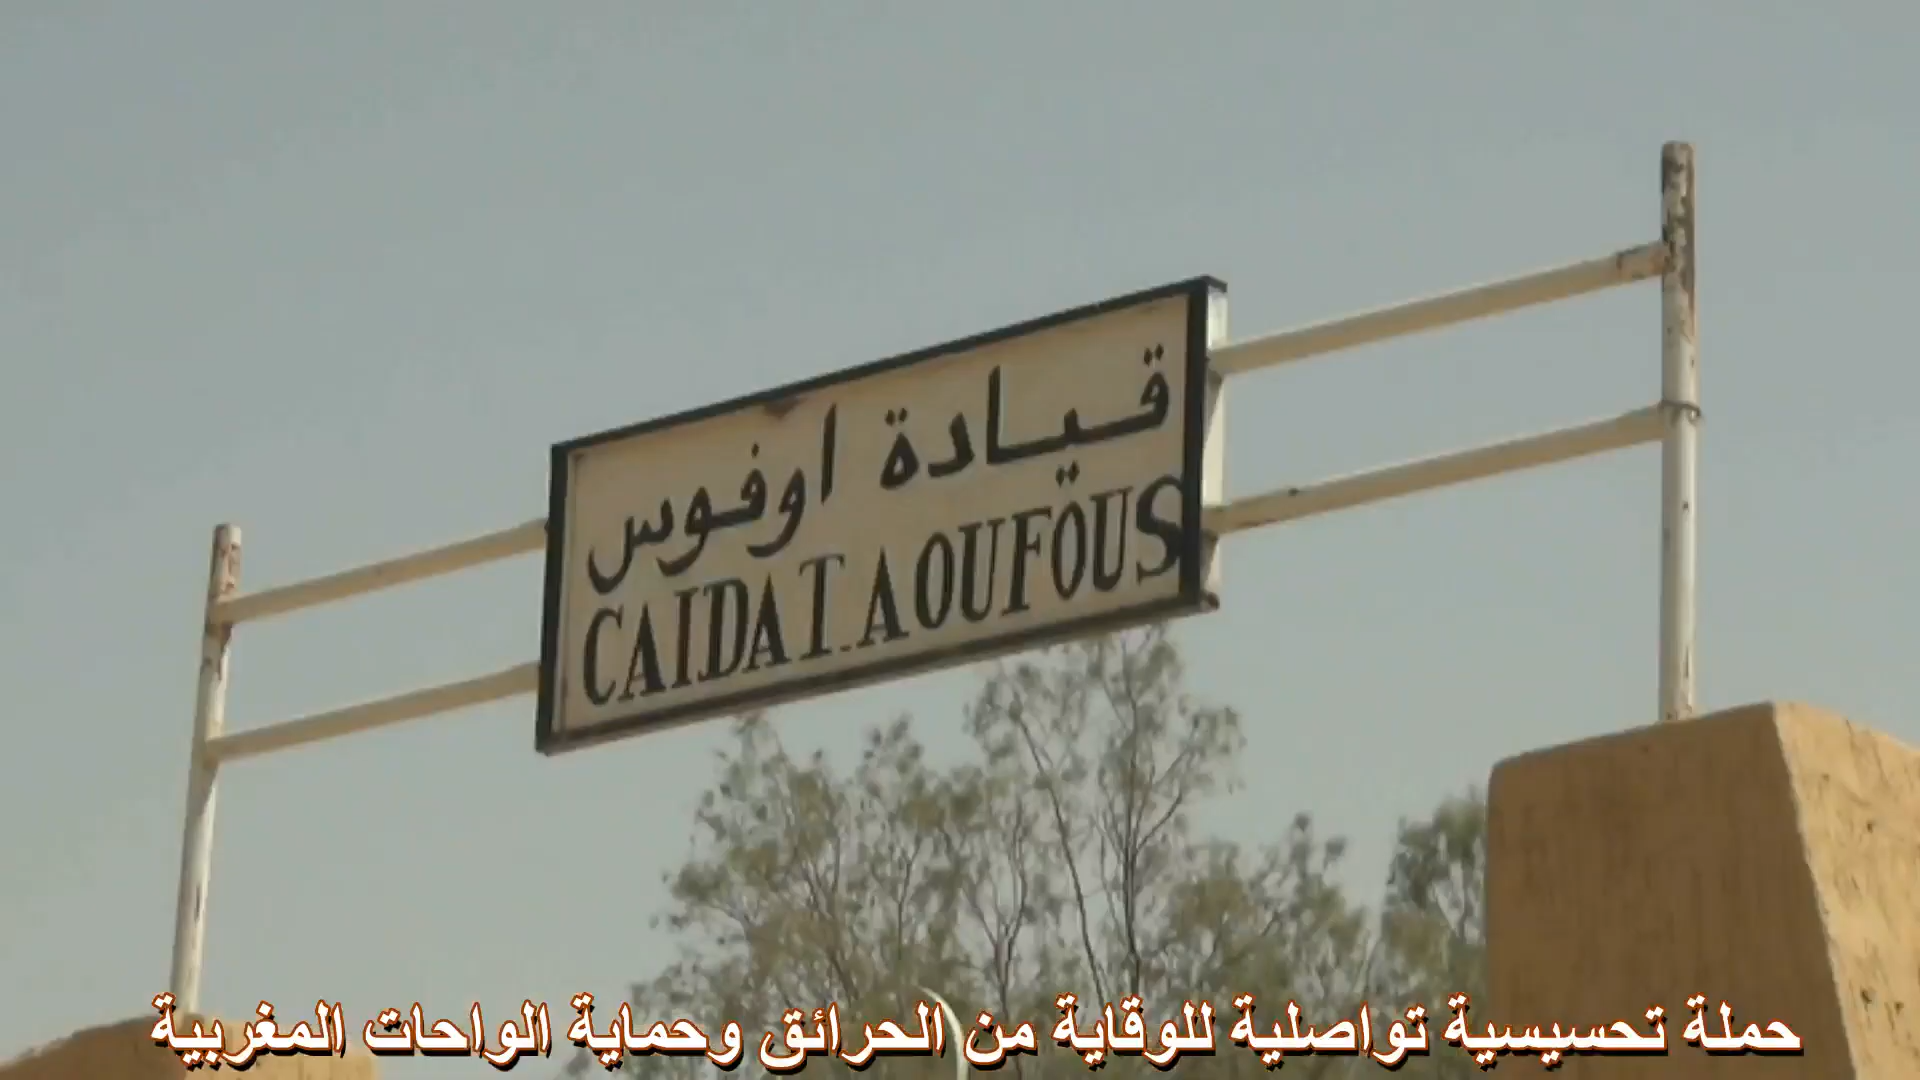 قيادة اوفوس
CAIDAT.AOUFOUS
حملة تحسيسية تواصلية للوقاية من الحرائق وحماية الواحات المغربية